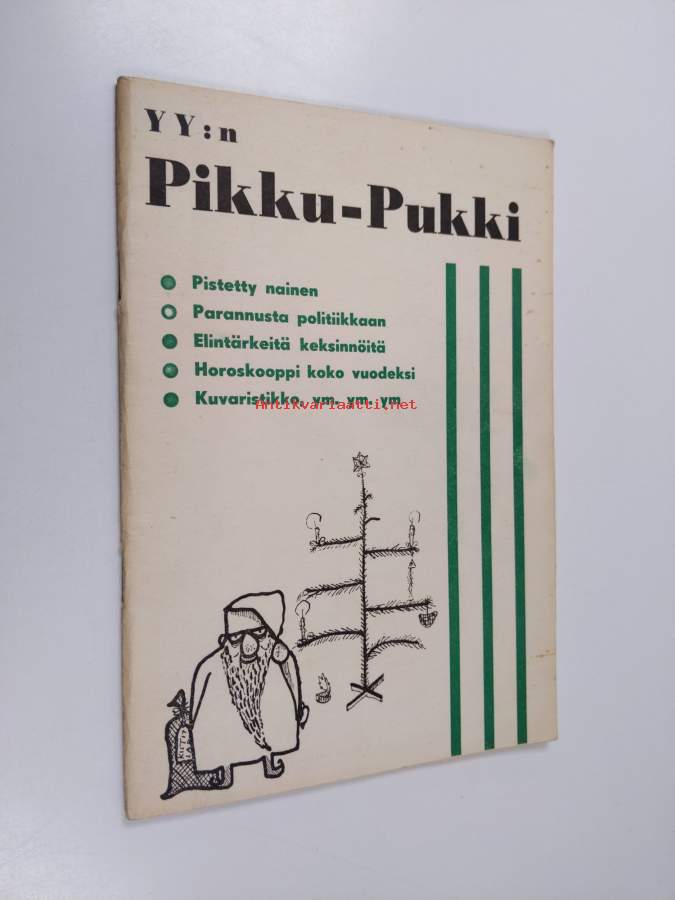 YY:n
Pikku-Pukki
Pistetty nainen
Parannusta politiikkaan
Elintärkeitä keksinnöitä
Horoskooppi koko vuodeksi
Kuvaristikko, ym. ym. ym
Antikvariaatti.net